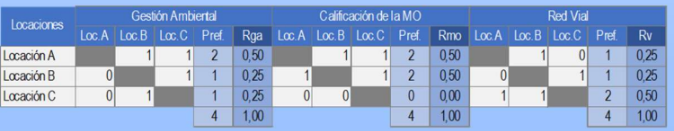 Locaciones Gestión Ambiental Calificación de la MO Red Vial
Loc.A Loc.B Loc.C Pref. Rga Loc.A Loc.B Loc.C Pref. Rmo Loc.A Loc.B Loc.C Pref. Rv
Locación A 1 1 2 0,50 1 1 2 0,50 1 0 1 0,25
Locación B 0 1 1 0,25 1 1 2 0,50 0 1 1 0,25
Locación C 0 1 1 0,25 0 0 0 0,00 1 1 2 0,50
4 1,00 4 1,00 4 1,00